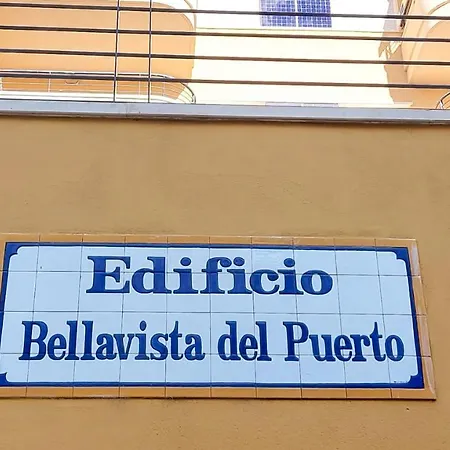 Edificio
Bellavista del Puerto